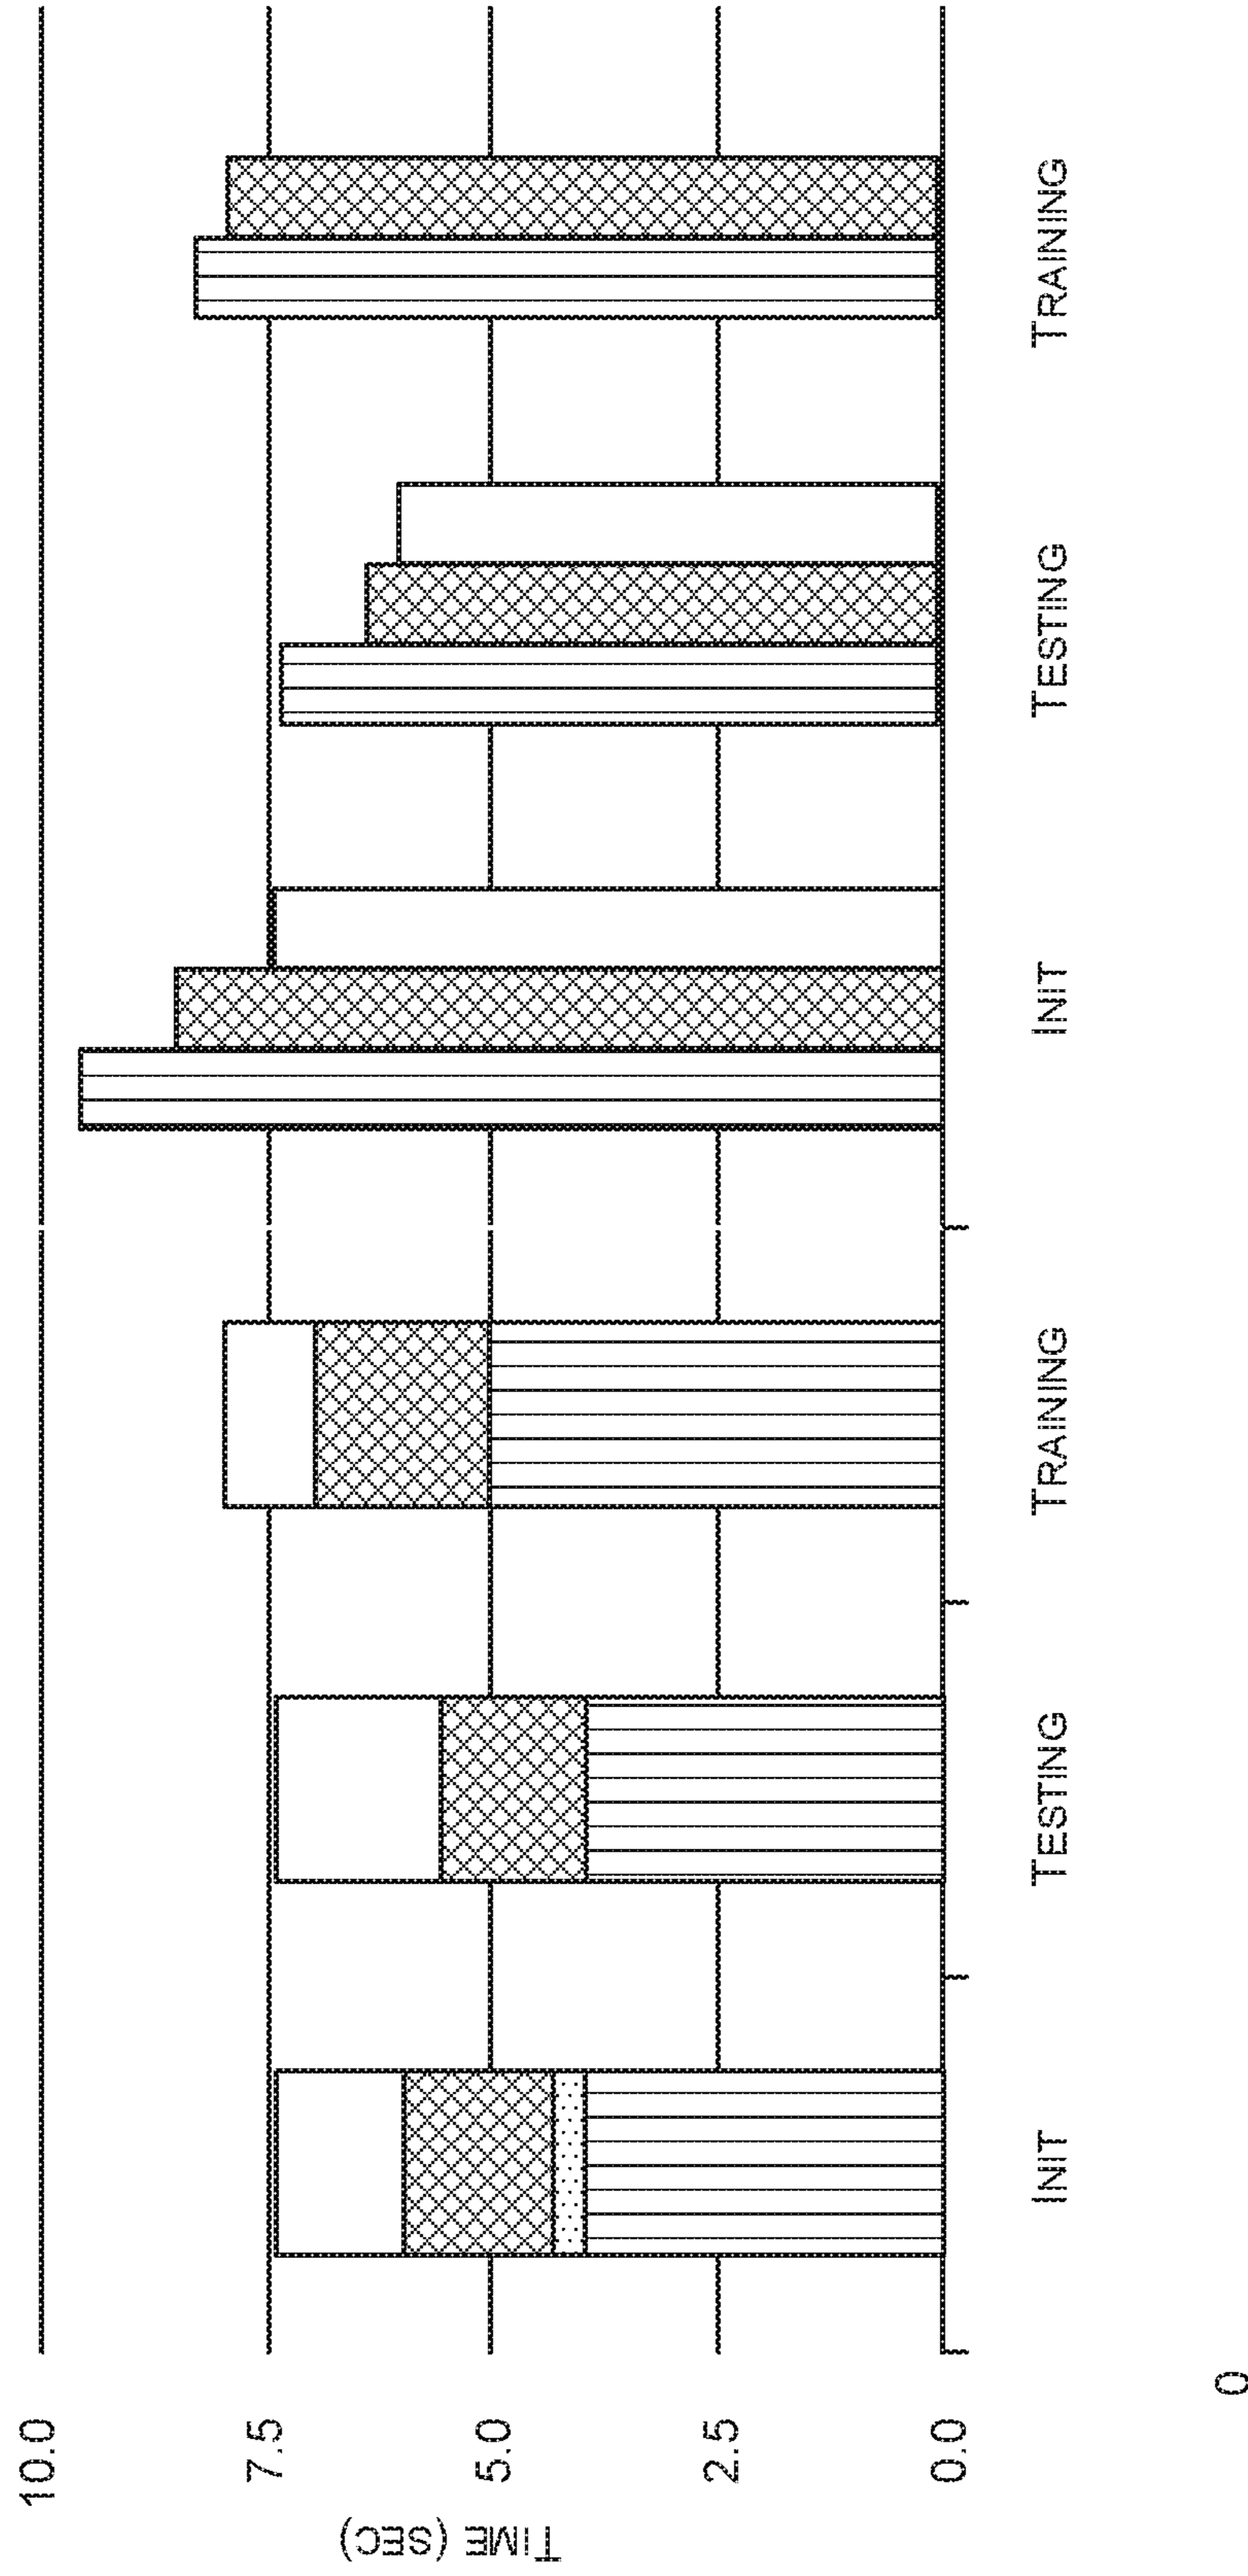 TIME (SEC)
10.0
7.5
5.0
2.5
0.0
INIT
TESTING
TRAINING
INIT
TESTING
TRAINING
0